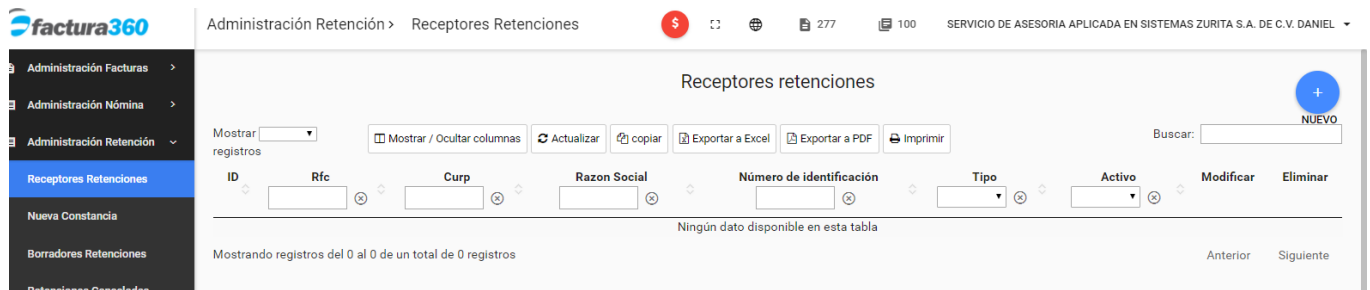 factura360
Administración Retención > Receptores Retenciones
$
277
100
SERVICIO DE ASESORIA APLICADA EN SISTEMAS ZURITA S.A. DE C.V. DANIEL
Administración Facturas >
Administración Nómina >
Administración Retención
Receptores Retenciones
Nueva Constancia
Borradores Retenciones
Retenciones Canceladas
Receptores retenciones
+
NUEVO
Mostrar
registros
Mostrar / Ocultar columnas
Actualizar
copiar
Exportar a Excel
Exportar a PDF
Imprimir
Buscar:
ID Rfc Curp Razon Social Número de identificación Tipo Activo Modificar Eliminar
Ningún dato disponible en esta tabla
Mostrando registros del 0 al 0 de un total de 0 registros
Anterior Siguiente